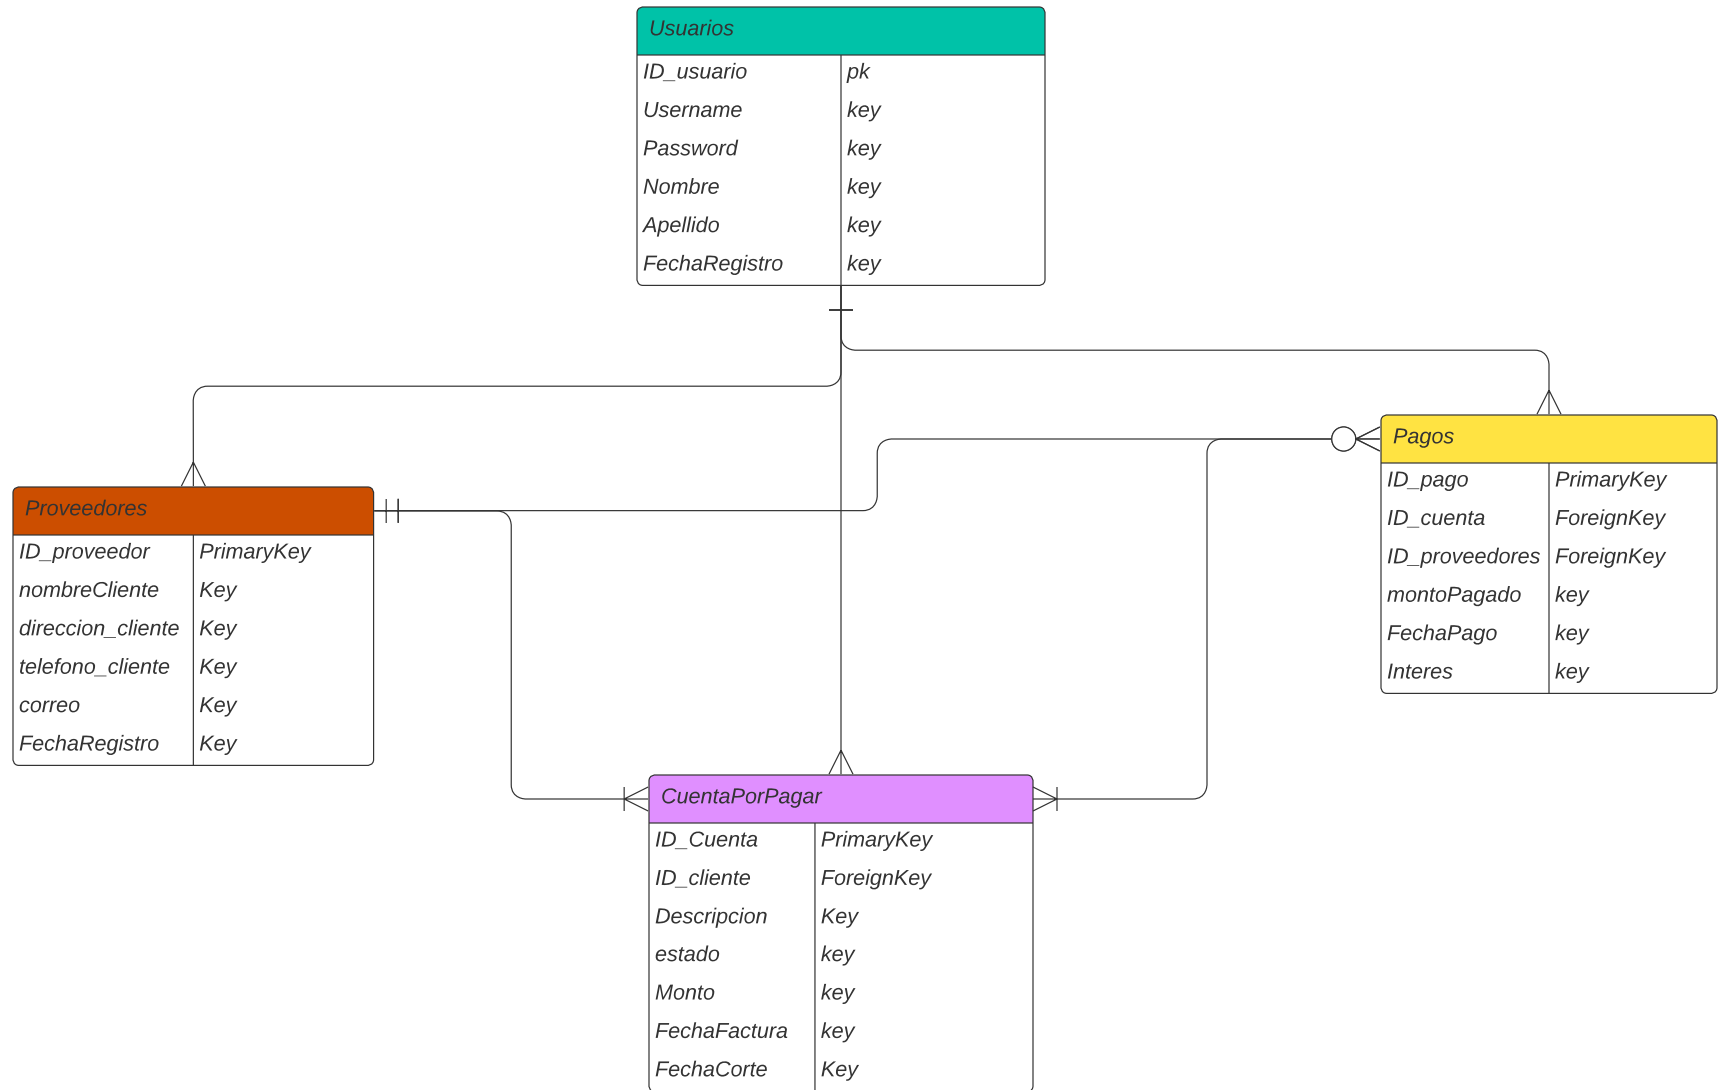 Usuarios
ID_usuario pk
Username key
Password key
Nombre key
Apellido key
FechaRegistro key
Pagos
ID_pago PrimaryKey
ID_cuenta ForeignKey
ID_proveedores ForeignKey
montoPagado key
FechaPago key
Interes key
Proveedores
ID_proveedor PrimaryKey
nombreCliente Key
direccion_cliente Key
telefono_cliente Key
correo Key
FechaRegistro Key
CuentaPorPagar
ID_Cuenta PrimaryKey
ID_cliente ForeignKey
Descripcion Key
estado key
Monto key
FechaFactura key
FechaCorte Key